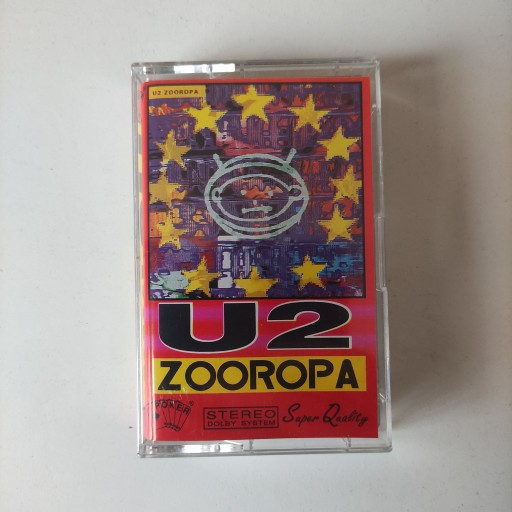 U2 ZOOROPA
U2
ZOOROPA
STEREO
DOLBY SYSTEM
Super Quality